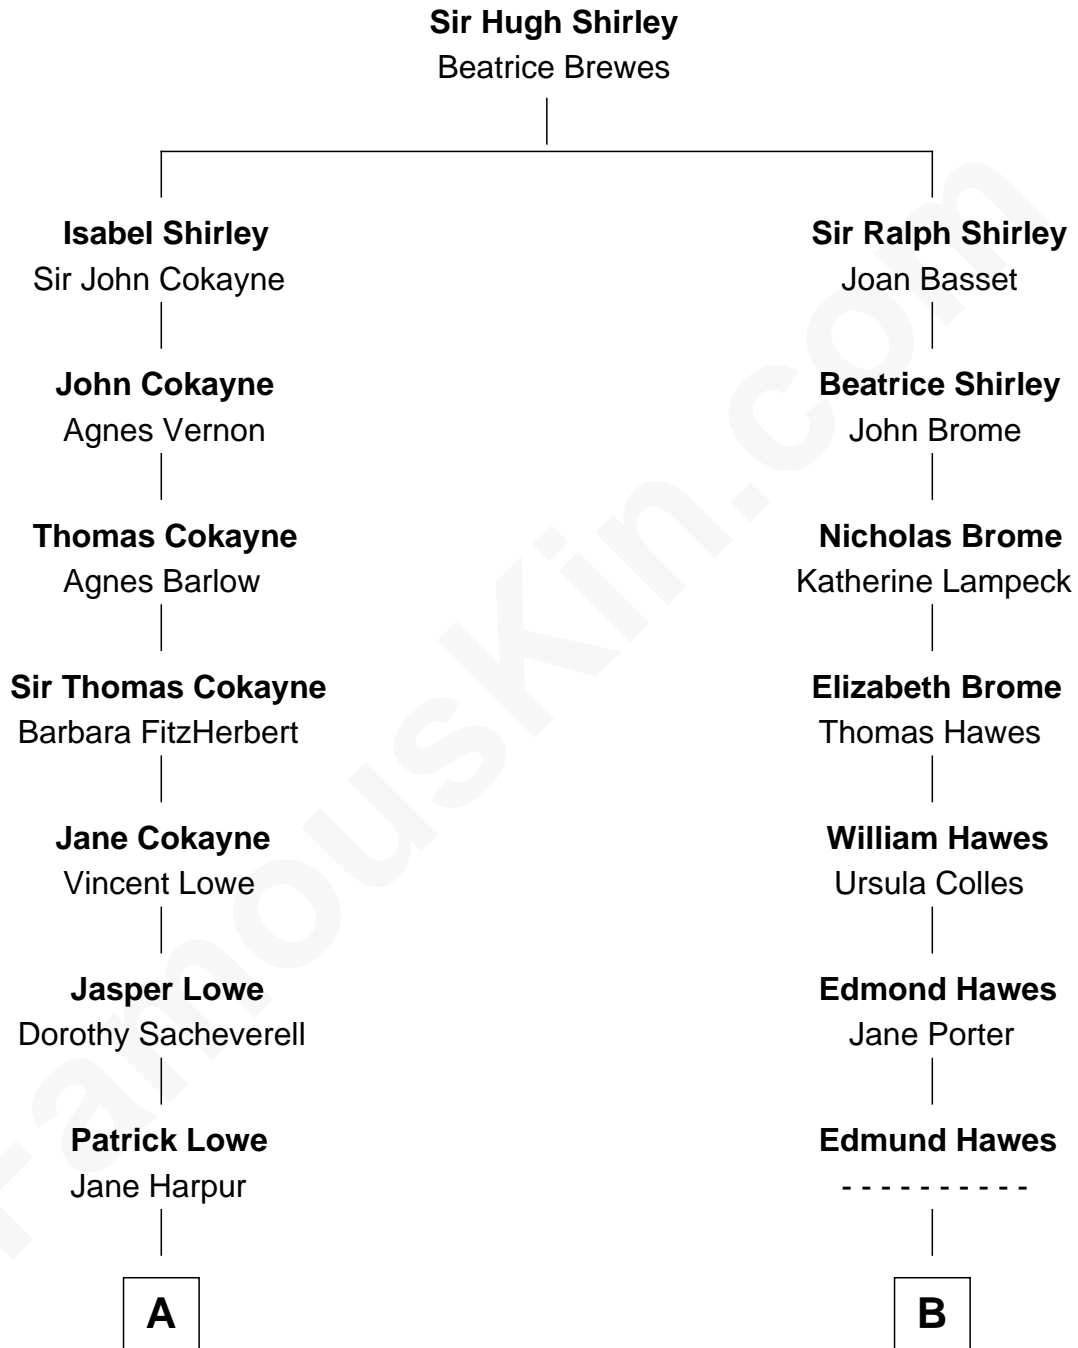 Sir Hugh Shirley
Beatrice Brewes
Isabel Shirley
Sir John Cokayne
Sir Ralph Shirley
Joan Basset
John Cokayne
Agnes Vernon
Beatrice Shirley
John Brome
Thomas Cokayne
Agnes Barlow
Nicholas Brome
Katherine Lampeck
Sir Thomas Cokayne
Barbara FitzHerbert
Elizabeth Brome
Thomas Hawes
Jane Cokayne
Vincent Lowe
William Hawes
Ursula Colles
Jasper Lowe
Dorothy Sacheverell
Edmond Hawes
Jane Porter
Patrick Lowe
Jane Harpur
Edmund Hawes
- - - - - - - - - -
A
B
FamousKin.com